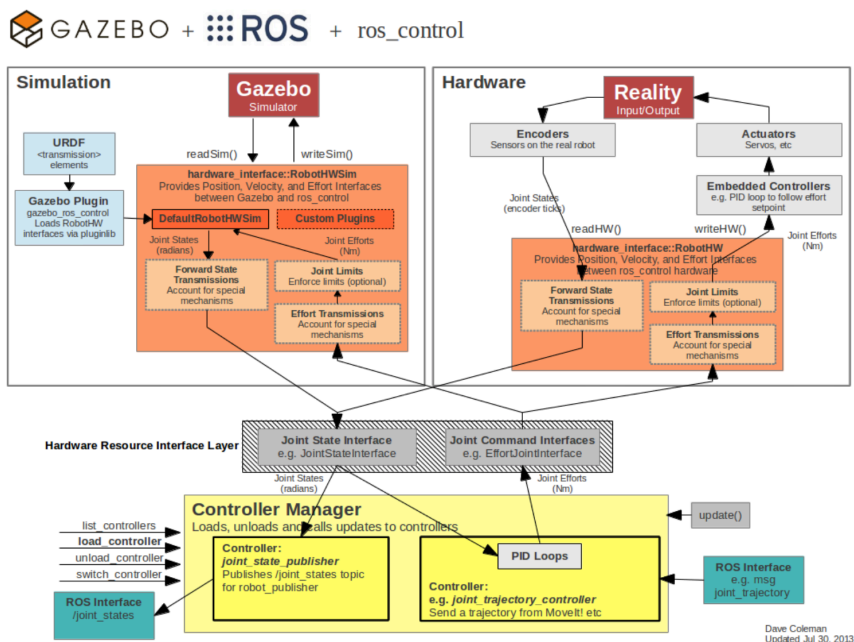 GAZEBO + ROS + ros_control
Simulation
Gazebo
Simulator
URDF
<transmission>
elements
readSim()
writeSim()
Gazebo Plugin
gazebo_ros_control
Loads RobotHW
interfaces via pluginlib
hardware_interface::RobotHWSim
Provides Position, Velocity, and Effort Interfaces
between Gazebo and ros_control
DefaultRobotHWSim
Custom Plugins
Joint States
(radians)
Joint Efforts
(Nm)
Forward State
Transmissions
Account for special
mechanisms
Joint Limits
Enforce limits (optional)
Effort Transmissions
Account for special
mechanisms
Hardware
Reality
Input/Output
Encoders
Sensors on the real robot
Actuators
Servos, etc
Embedded Controllers
e.g. PID loop to follow effort
setpoint
Joint States
(encoder ticks)
readHW()
writeHW()
Joint Efforts
(Nm)
hardware_interface::RobotHW
Provides Position, Velocity, and Effort Interfaces
between ros_control hardware
Forward State
Transmissions
Account for special
mechanisms
Joint Limits
Enforce limits (optional)
Effort Transmissions
Account for special
mechanisms
Hardware Resource Interface Layer
Joint State Interface
e.g. JointStateInterface
Joint Command Interfaces
e.g. EffortJointInterface
Joint States
(radians)
Joint Efforts
(Nm)
Controller Manager
Loads, unloads and calls updates to controllers
update()
list_controllers
load_controller
unload_controller
switch_controller
Controller:
joint_state_publisher
Publishes /joint_states topic
for robot_publisher
PID Loops
Controller:
e.g. joint_trajectory_controller
Send a trajectory from MoveIt! etc
ROS Interface
/joint_states
ROS Interface
e.g. msg
joint_trajectory
Dave Coleman
Updated Jul 30, 2013